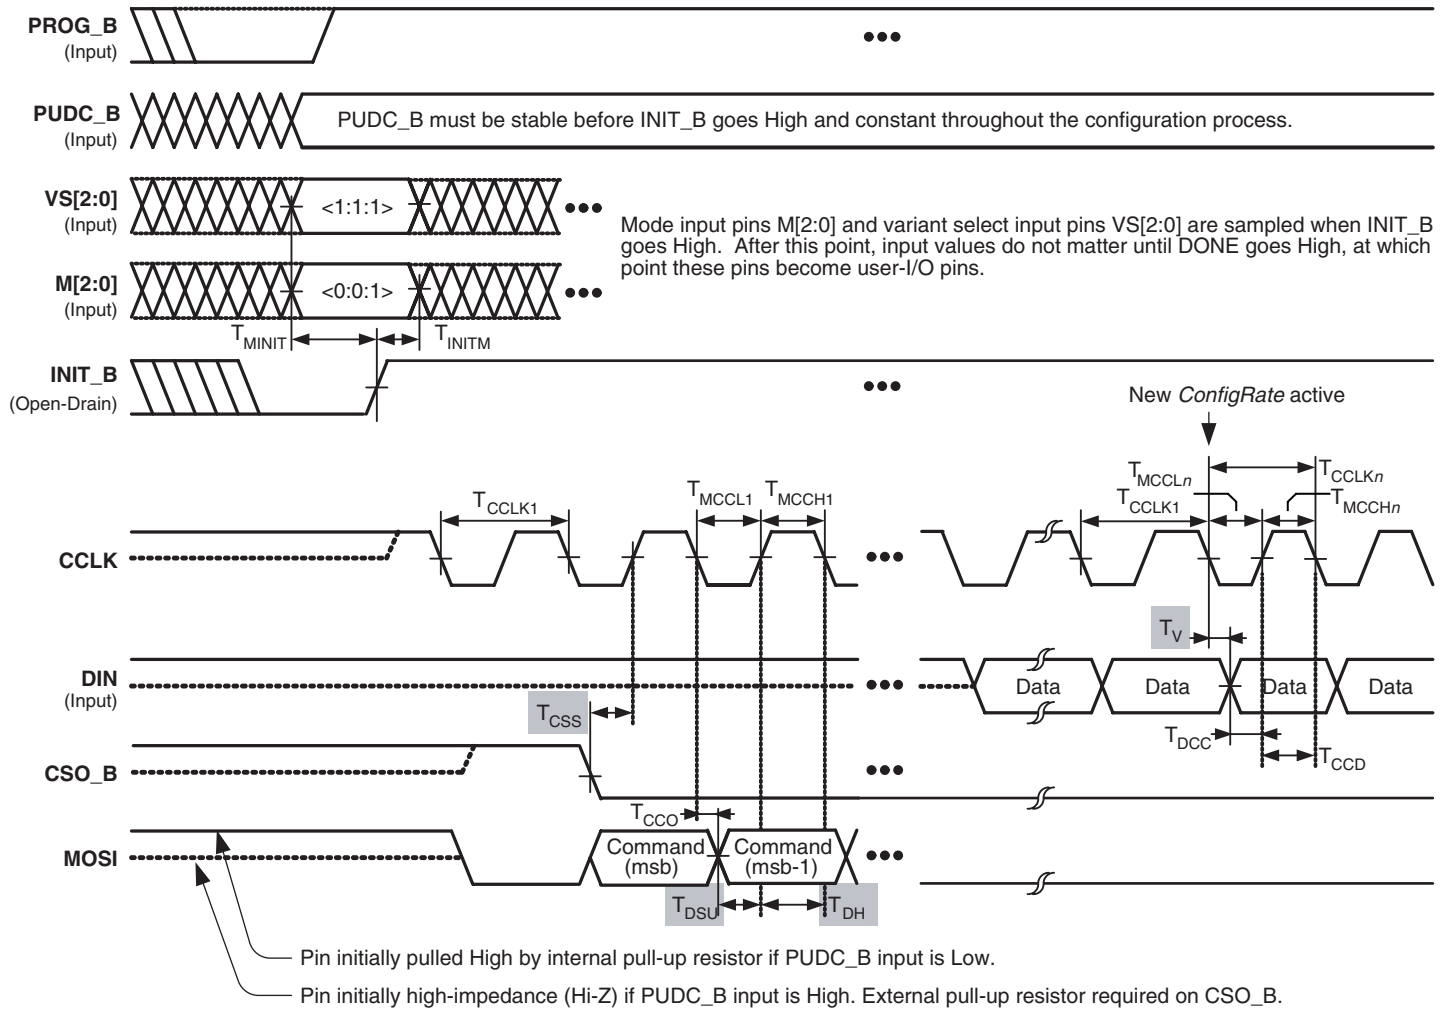 PROG_B
(Input)
PUDC_B
(Input)
PUDC_B must be stable before INIT_B goes High and constant throughout the configuration process.
VS[2:0]
(Input)
<1:1:1>
Mode input pins M[2:0] and variant select input pins VS[2:0] are sampled when INIT_B
goes High. After this point, input values do not matter until DONE goes High, at which
point these pins become user-I/O pins.
M[2:0]
(Input)
<0:0:1>
TMINIT
TINITM
INIT_B
(Open-Drain)
New ConfigRate active
TMCCLn
TCCLKn
TCCLK1
TMCCL1
TMCCH1
TCCLK1
TMCCHn
CCLK
TV
DIN
(Input)
Data
Data
Data
Data
TCSS
TDCC
TCCD
CSO_B
TCCO
MOSI
Command
(msb)
Command
(msb-1)
TDSU
TDH
Pin initially pulled High by internal pull-up resistor if PUDC_B input is Low.
Pin initially high-impedance (Hi-Z) if PUDC_B input is High. External pull-up resistor required on CSO_B.